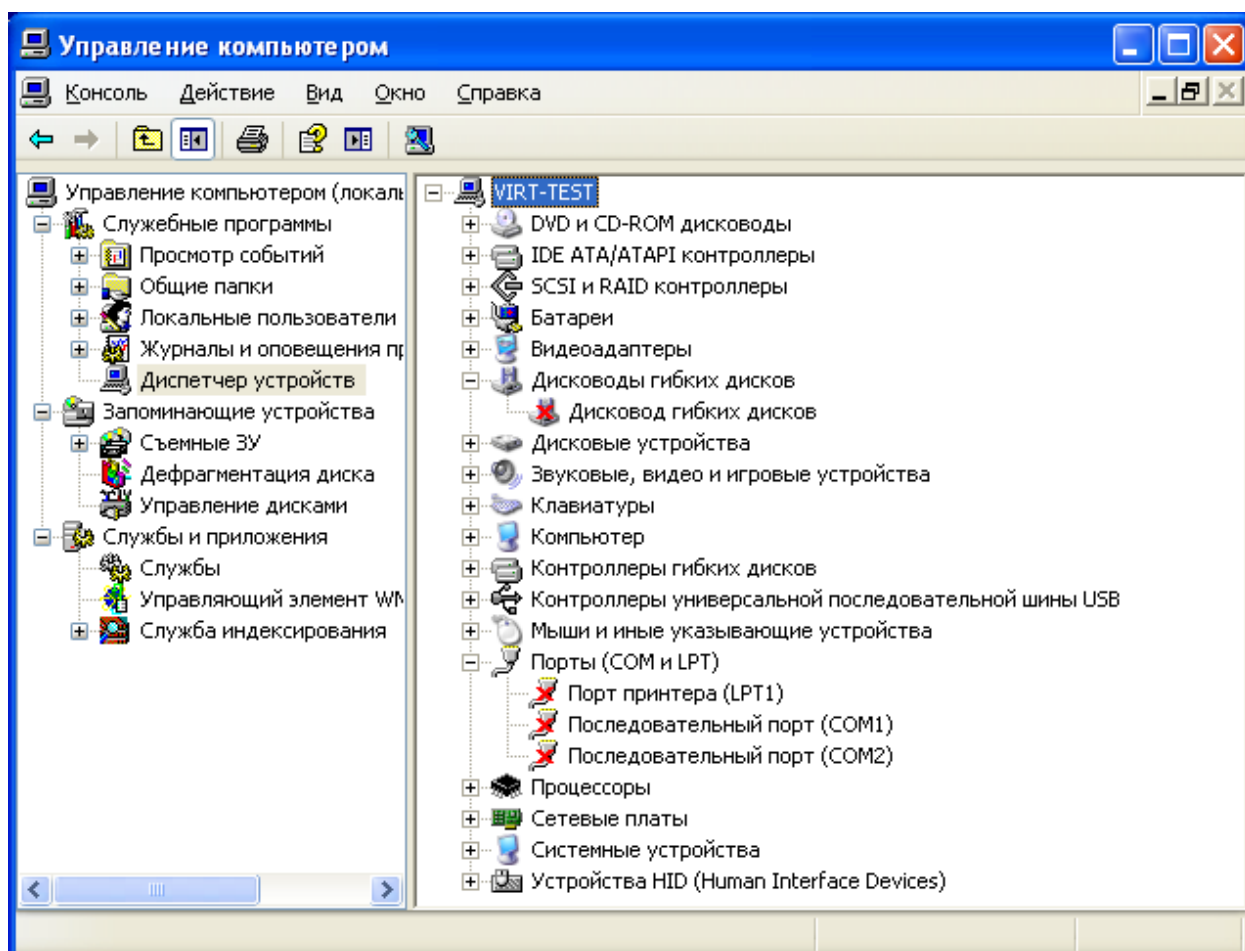 Управление компьютером
Консоль Действие Вид Окно Справка
Управление компьютером (локаль
Служебные программы
Просмотр событий
Общие папки
Локальные пользователи
Журналы и оповещения пр
Диспетчер устройств
Запоминающие устройства
Съемные ЗУ
Дефрагментация диска
Управление дисками
Службы и приложения
Службы
Управляющий элемент WM
Служба индексирования
VIRT-TEST
DVD и CD-ROM дисководы
IDE ATA/ATAPI контроллеры
SCSI и RAID контроллеры
Батареи
Видеоадаптеры
Дисководы гибких дисков
Дисковод гибких дисков
Дисковые устройства
Звуковые, видео и игровые устройства
Клавиатуры
Компьютер
Контроллеры гибких дисков
Контроллеры универсальной последовательной шины USB
Мыши и иные указывающие устройства
Порты (COM и LPT)
Порт принтера (LPT1)
Последовательный порт (COM1)
Последовательный порт (COM2)
Процессоры
Сетевые платы
Системные устройства
Устройства HID (Human Interface Devices)